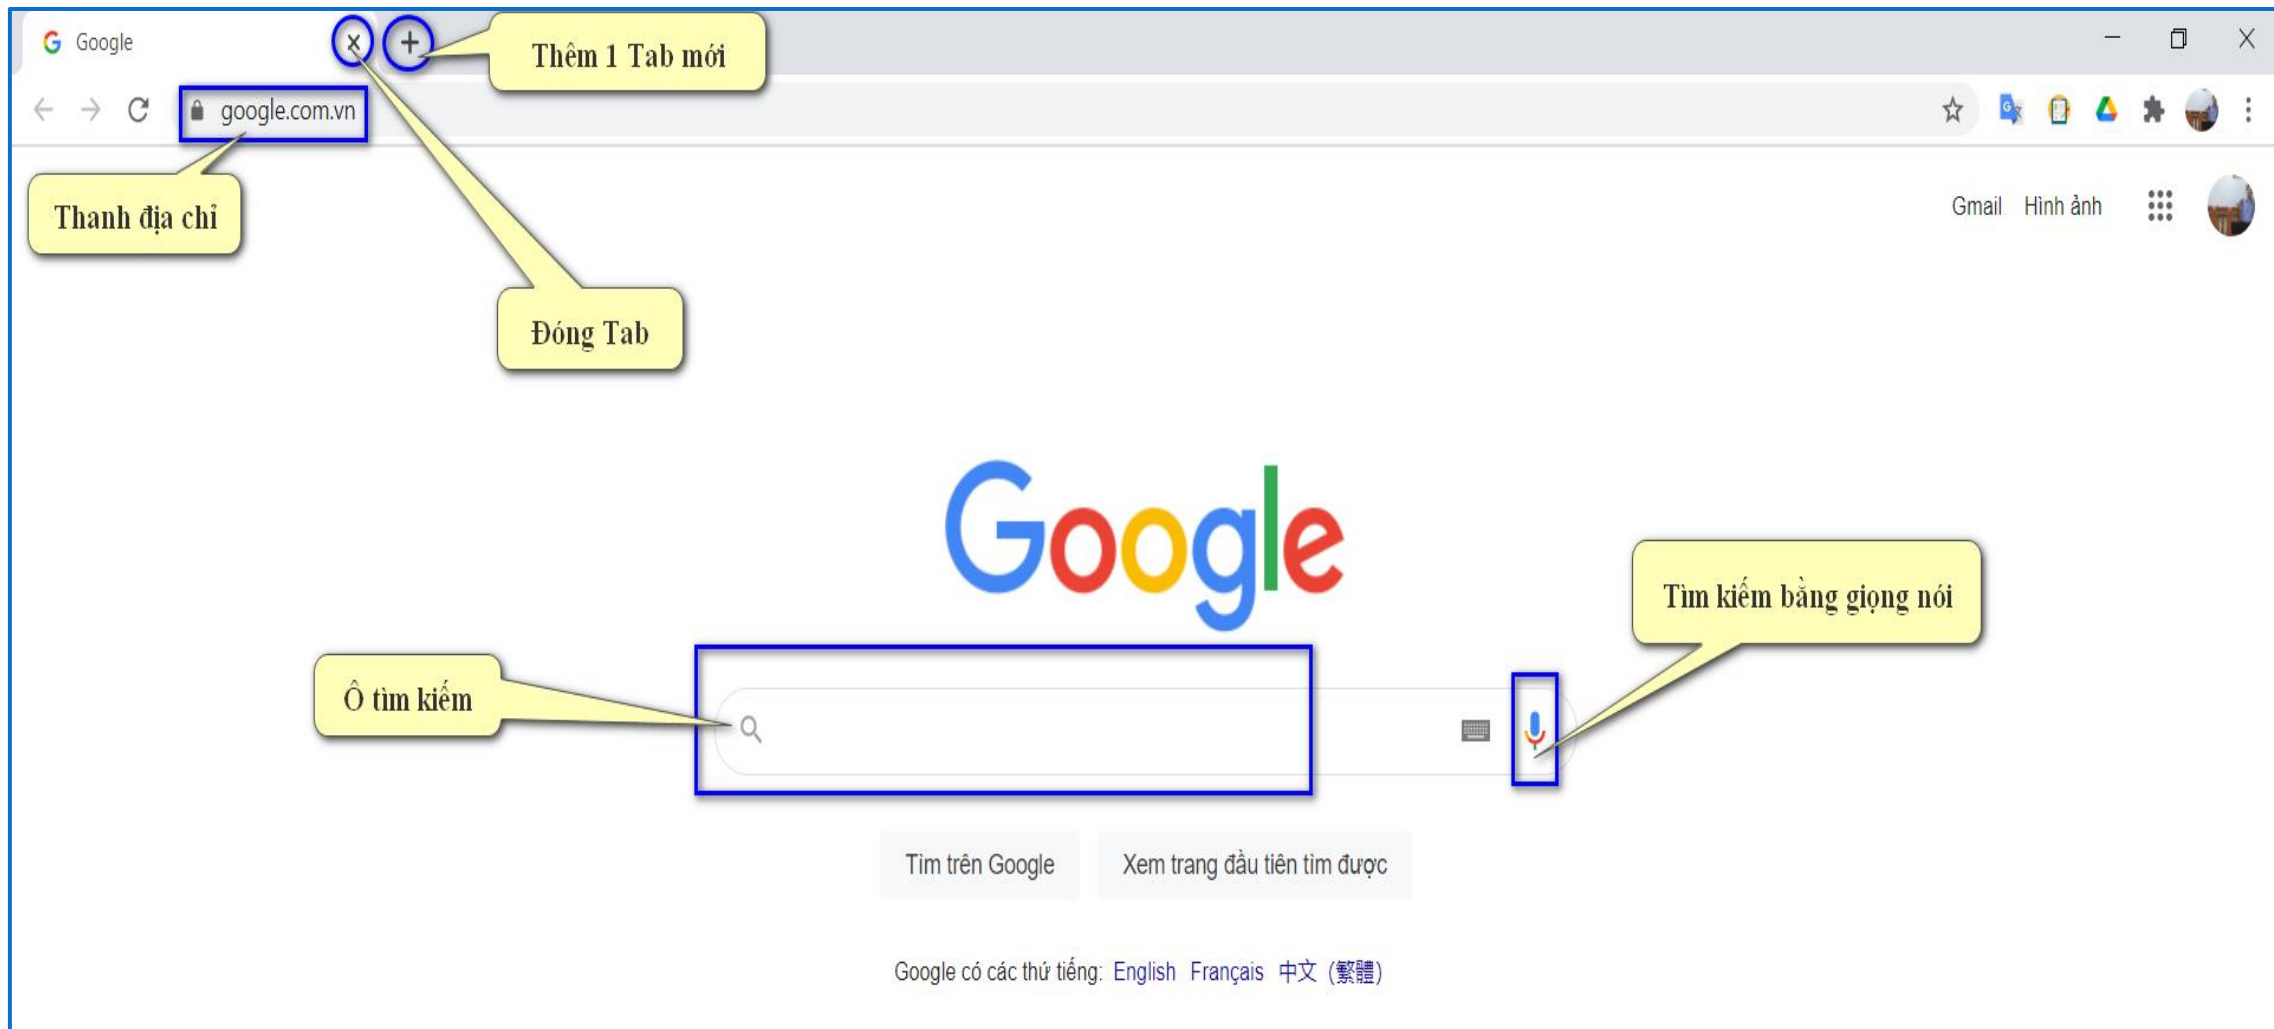 Google
Thêm 1 Tab mới
google.com.vn
Thanh địa chỉ
Gmail Hình ảnh
Đóng Tab
Google
Tìm kiếm bằng giọng nói
Ô tìm kiếm
Tìm trên Google Xem trang đầu tiên tìm được
Google có các thứ tiếng: English Français 中文 (繁體)